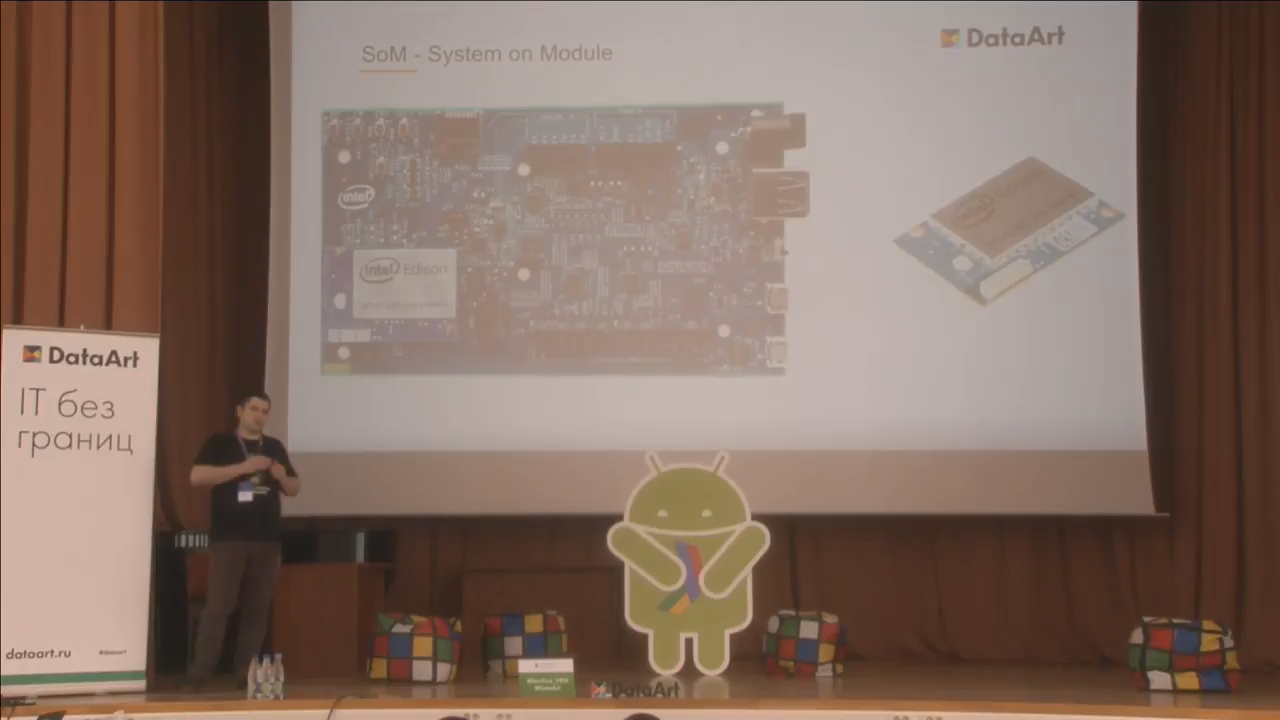 SoM - System on Module
DataArt
intel
intel Edison
DataArt
IT без
границ
dataart.ru
DataArt